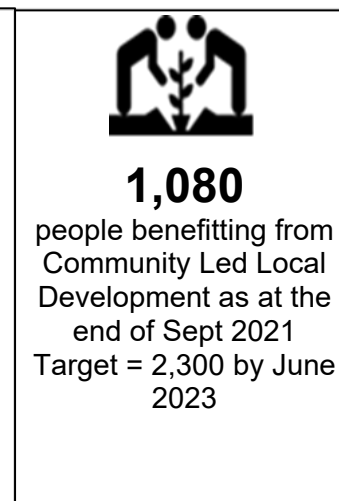 1,080
people benefitting from
Community Led Local
Development as at the
end of Sept 2021
Target = 2,300 by June
2023